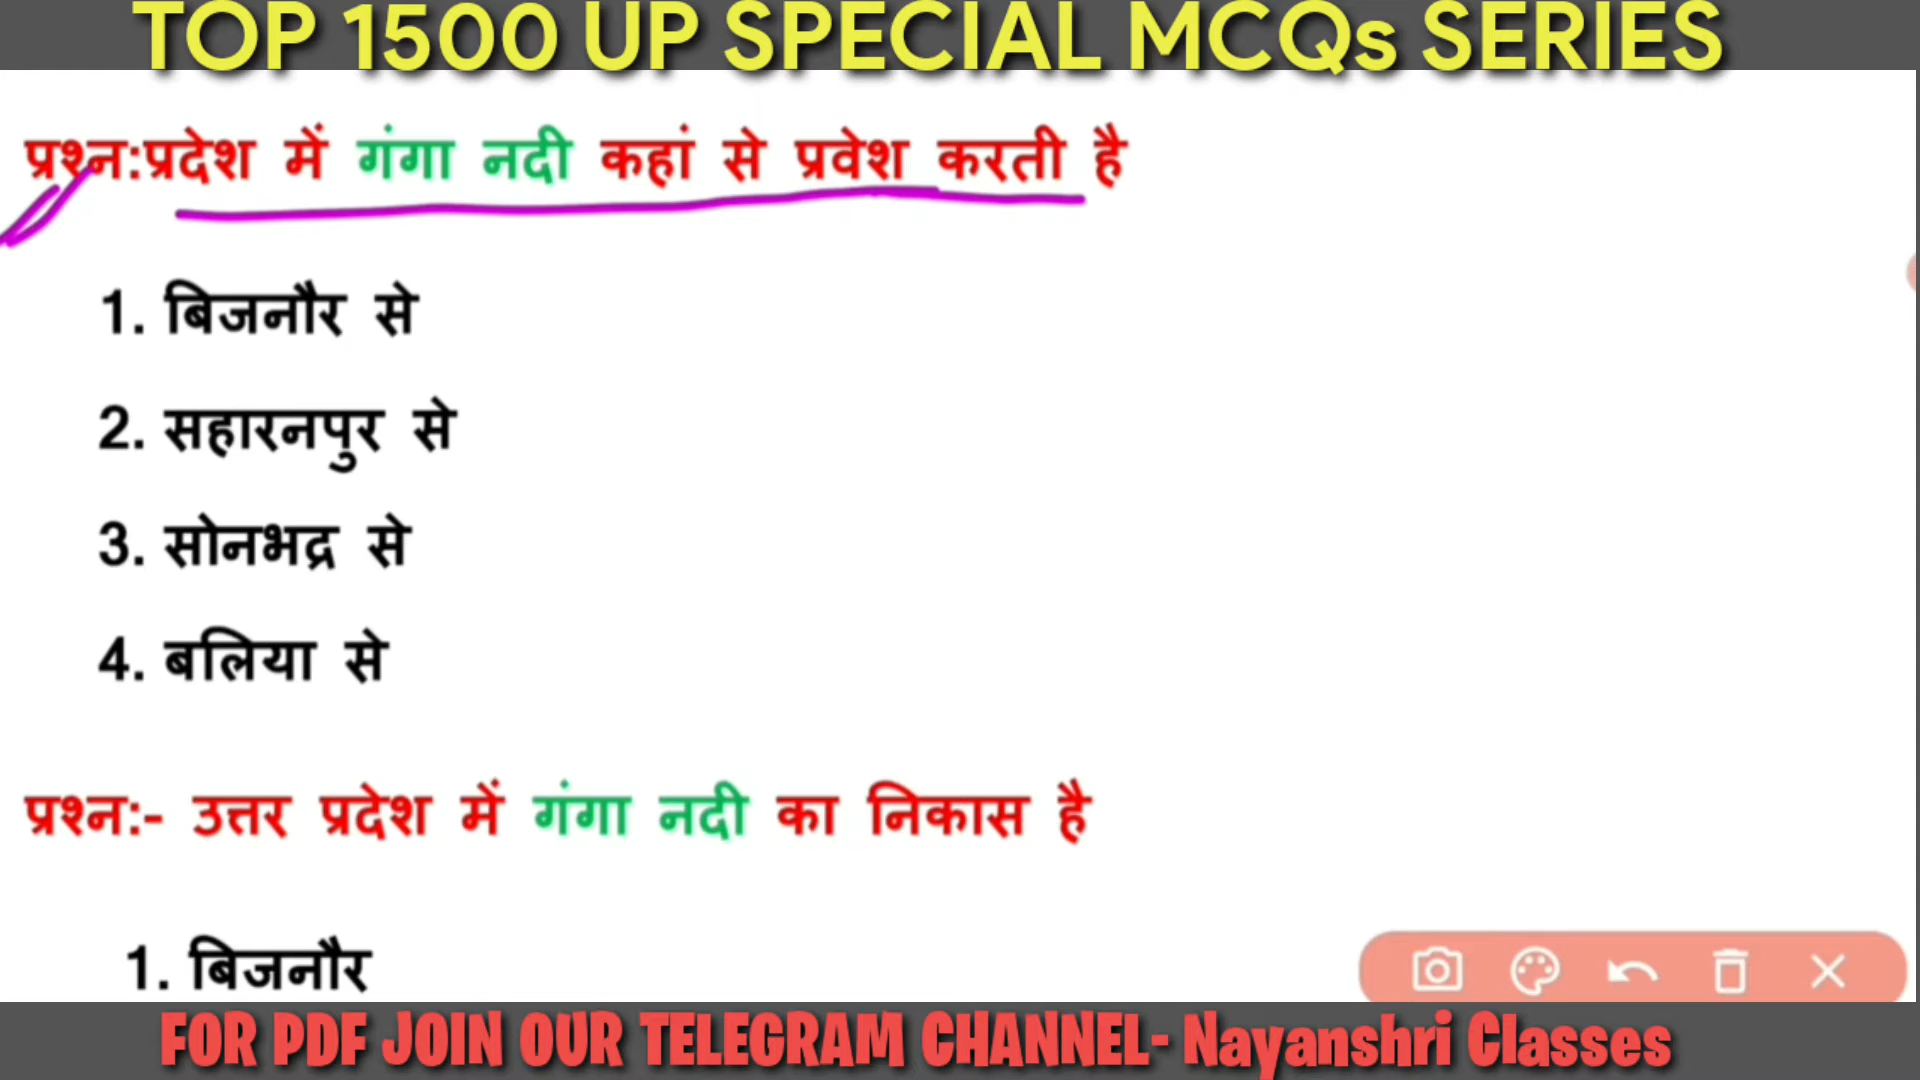 TOP 1500 UP SPECIAL MCQs SERIES
प्रश्न:प्रदेश में गंगा नदी कहां से प्रवेश करती है
1. बिजनौर से
2. सहारनपुर से
3. सोनभद्र से
4. बलिया से
प्रश्न:- उत्तर प्रदेश में गंगा नदी का निकास है
1. बिजनौर
FOR PDF JOIN OUR TELEGRAM CHANNEL- Nayanshri Classes